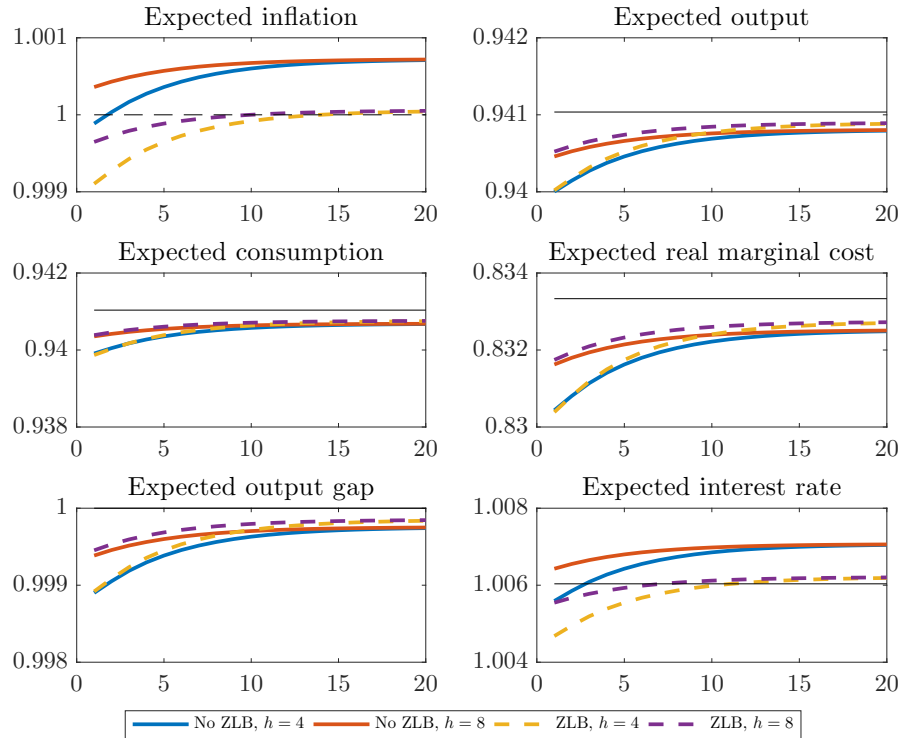 Expected inflation
1.001
1
0.999
0 5 10 15 20
Expected output
0.942
0.941
0.94
0 5 10 15 20
Expected consumption
0.942
0.94
0.938
0 5 10 15 20
Expected real marginal cost
0.834
0.832
0.83
0 5 10 15 20
Expected output gap
1
0.999
0.998
0 5 10 15 20
Expected interest rate
1.008
1.006
1.004
0 5 10 15 20
No ZLB, h = 4 No ZLB, h = 8 ZLB, h = 4 ZLB, h = 8